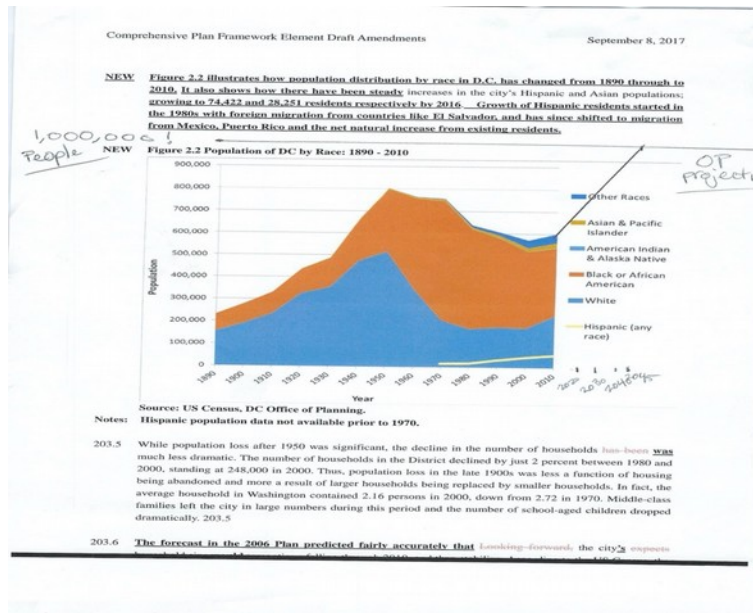 Comprehensive Plan Framework Element Draft Amendments
September 8, 2017
NEW Figure 2.2 illustrates how population distribution by race in D.C. has changed from 1890 through to
2010. It also shows how there have been steady increases in the city's Hispanic and Asian populations;
growing to 74,422 and 28,251 residents respectively by 2016. Growth of Hispanic residents started in
the 1980s with foreign migration from countries like El Salvador, and has since shifted to migration
from Mexico, Puerto Rico and the net natural increase from existing residents.
1,000,000!
People
NEW Figure 2.2 Population of DC by Race: 1890 - 2010
OP
Project
900,000
800,000
700,000
600,000
500,000
400,000
300,000
200,000
100,000
0
Population
1890
1900
1910
1920
1930
1940
1950
1960
1970
1980
1990
2000
2010
2020
2030
2040
2045
Year
Other Races
Asian & Pacific
Islander
American Indian
& Alaska Native
Black or African
American
White
Hispanic (any
race)
Source: US Census, DC Office of Planning.
Notes: Hispanic population data not available prior to 1970.
203.5 While population loss after 1950 was significant, the decline in the number of households has been was
much less dramatic. The number of households in the District declined by just 2 percent between 1980 and
2000, standing at 248,000 in 2000. Thus, population loss in the late 1900s was less a function of housing
being abandoned and more a result of larger households being replaced by smaller households. In fact, the
average household in Washington contained 2.16 persons in 2000, down from 2.72 in 1970. Middle-class
families left the city in large numbers during this period and the number of school-aged children dropped
dramatically. 203.5
203.6 The forecast in the 2006 Plan predicted fairly accurately that Looking forward, the city's expects